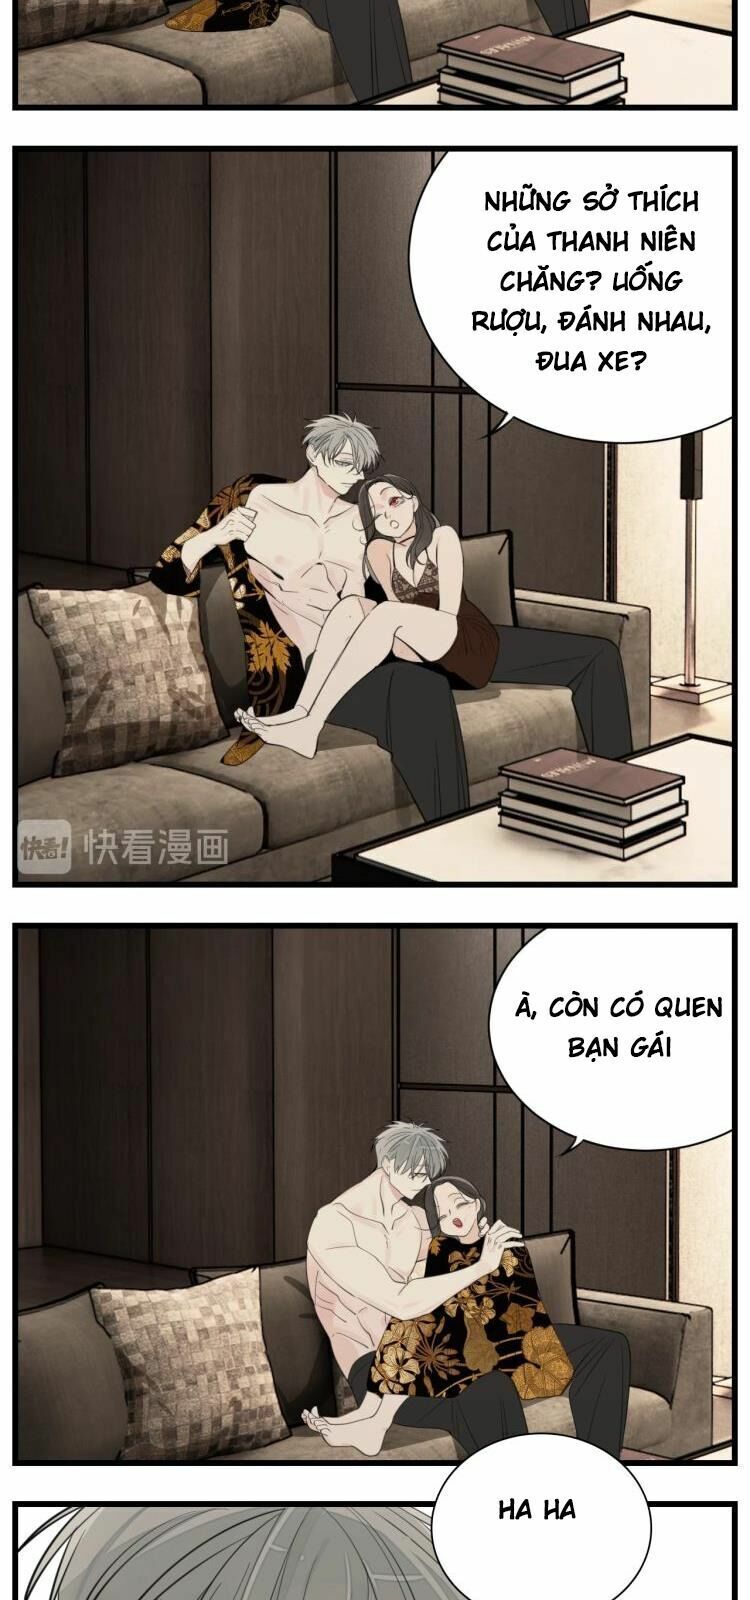 NHỮNG SỞ THÍCH
CỦA THANH NIÊN
CHĂNG? UỐNG
RƯỢU, ĐÁNH NHAU,
ĐUA XE?
快看! 快看漫画
À, CÒN CÓ QUEN
BẠN GÁI
HA HA